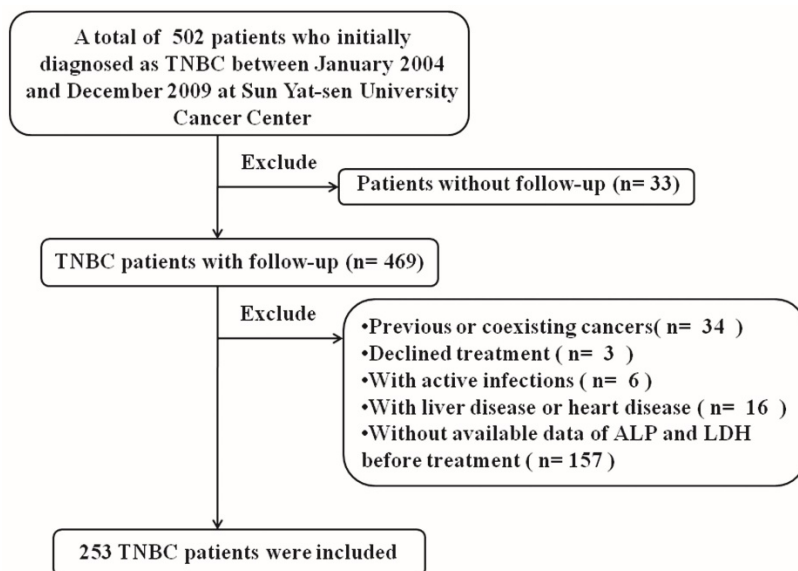 A total of 502 patients who initially
diagnosed as TNBC between January 2004
and December 2009 at Sun Yat-sen University
Cancer Center
Exclude
Patients without follow-up (n= 33)
TNBC patients with follow-up (n= 469)
Exclude
•Previous or coexisting cancers( n= 34 )
•Declined treatment ( n= 3 )
•With active infections ( n= 6 )
•With liver disease or heart disease ( n= 16 )
•Without available data of ALP and LDH
before treatment ( n= 157 )
253 TNBC patients were included